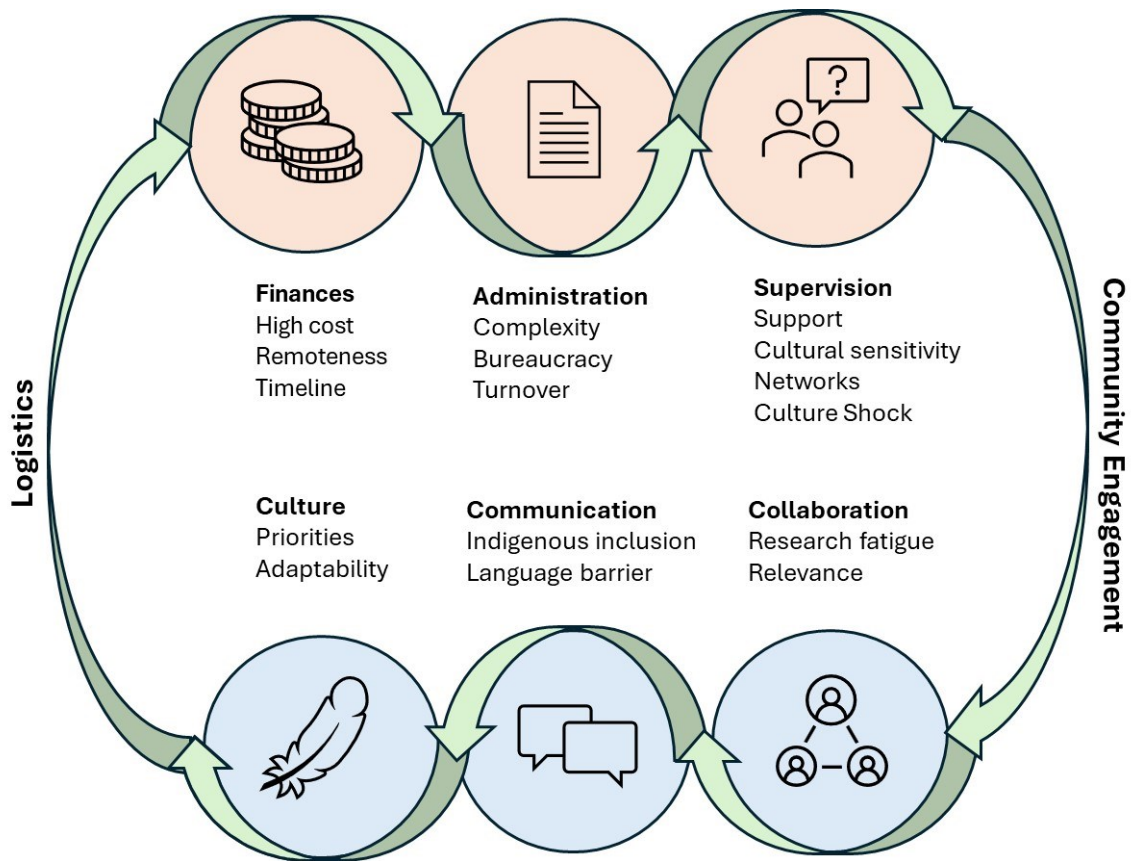 ?
Finances
High cost
Remoteness
Timeline
Administration
Complexity
Bureaucracy
Turnover
Supervision
Support
Cultural sensitivity
Networks
Culture Shock
Logistics
Community Engagement
Culture
Priorities
Adaptability
Communication
Indigenous inclusion
Language barrier
Collaboration
Research fatigue
Relevance